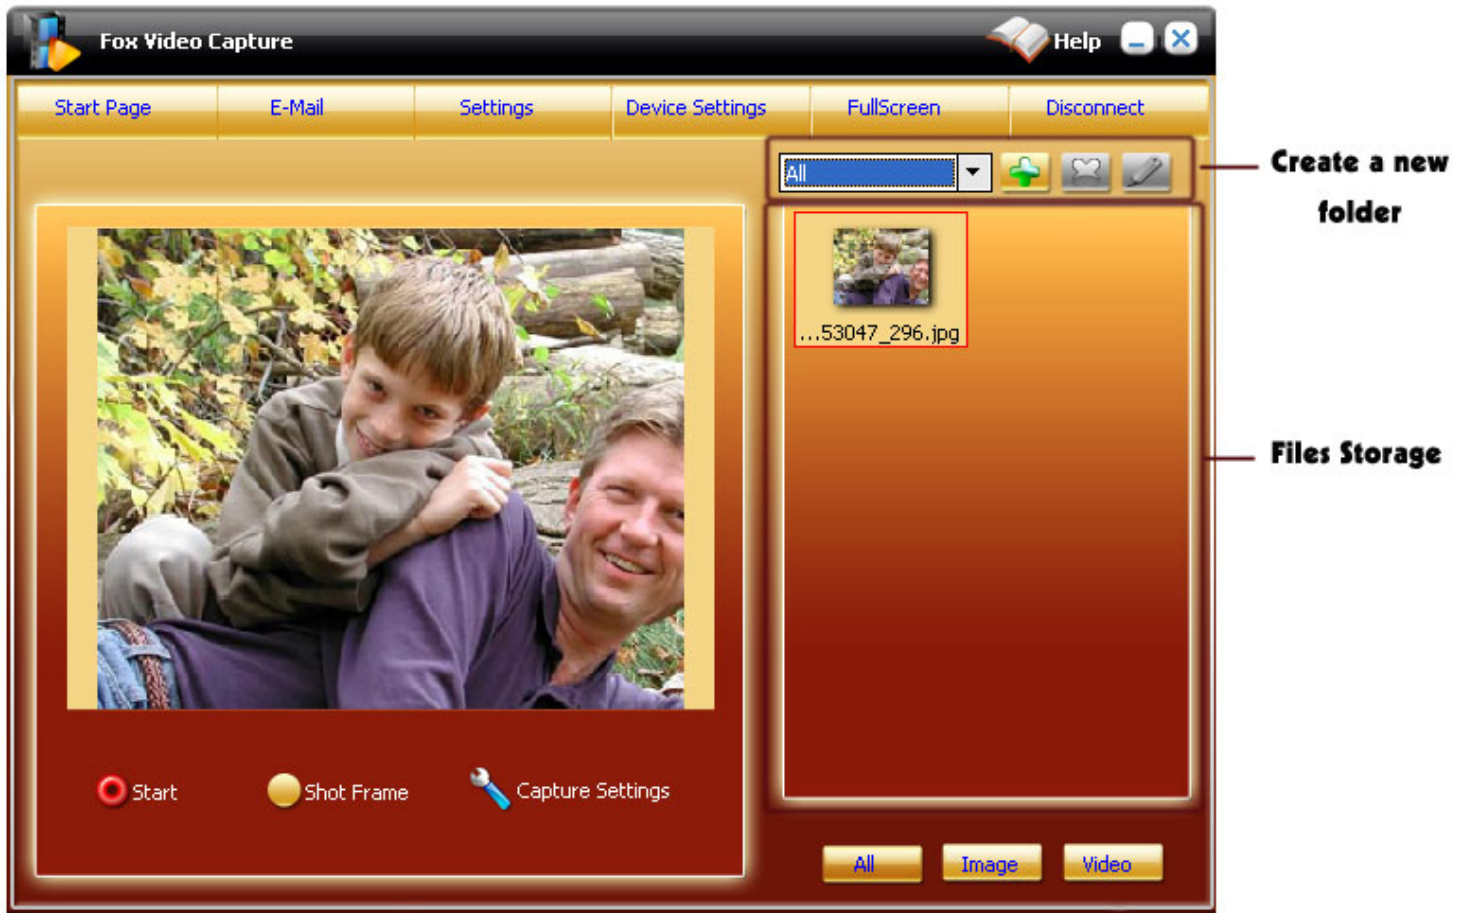 Fox Video Capture
Help
Start Page
E-Mail
Settings
Device Settings
FullScreen
Disconnect
All
Create a new
folder
...53047_296.jpg
Files Storage
Start
Shot Frame
Capture Settings
All
Image
Video